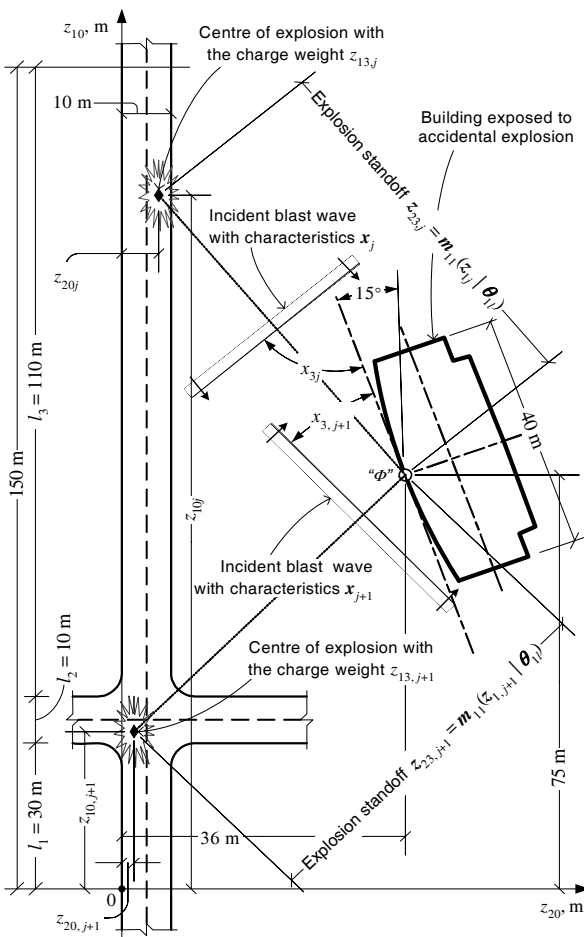 z10, m
Centre of explosion with
the charge weight z13,j
10 m
Explosion standoff z23,j = m11(z1j | θ1l)
Building exposed to
accidental explosion
Incident blast wave
with characteristics xj
z20j
15°
x3j
l3 = 110 m
150 m
x3, j+1
40 m
“Φ”
z10j
Incident blast wave
with characteristics xj+1
Centre of explosion with
the charge weight z13, j+1
l2 = 10 m
Explosion standoff z23, j+1 = m11(z1, j+1 | θ1l)
75 m
z10, j+1
l1 = 30 m
36 m
0
z20, m
z20, j+1